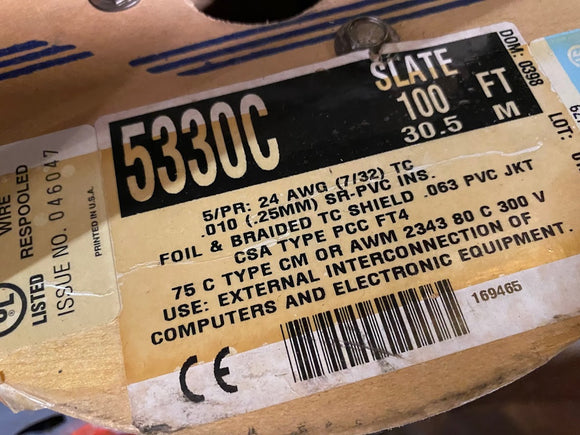 5330C
SLATE
100 FT
30.5 M
DOM: 0398
LOT:
5/PR: 24 AWG (7/32) TC
.010 (.25MM) SR-PVC INS.
FOIL & BRAIDED TC SHIELD .063 PVC JKT
CSA TYPE PCC FT4
75 C TYPE CM OR AWM 2343 80 C 300 V
USE: EXTERNAL INTERCONNECTION OF
COMPUTERS AND ELECTRONIC EQUIPMENT.
169465
CE
WIRE
RESPOOLED
UL
LISTED
ISSUE NO. 046047
PRINTED IN U.S.A.